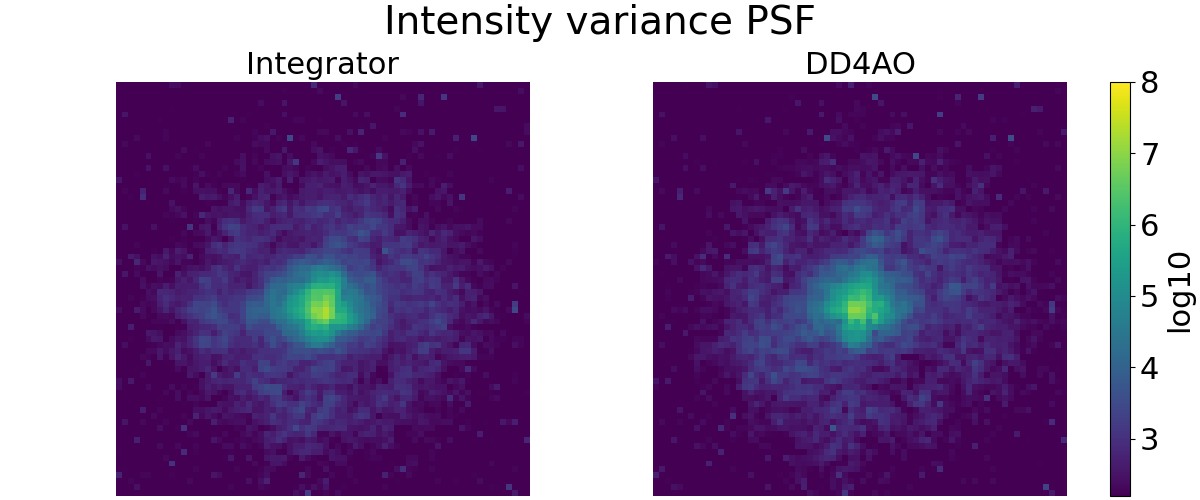 Intensity variance PSF
Integrator
DD4AO
8
7
6
5
4
3
log10